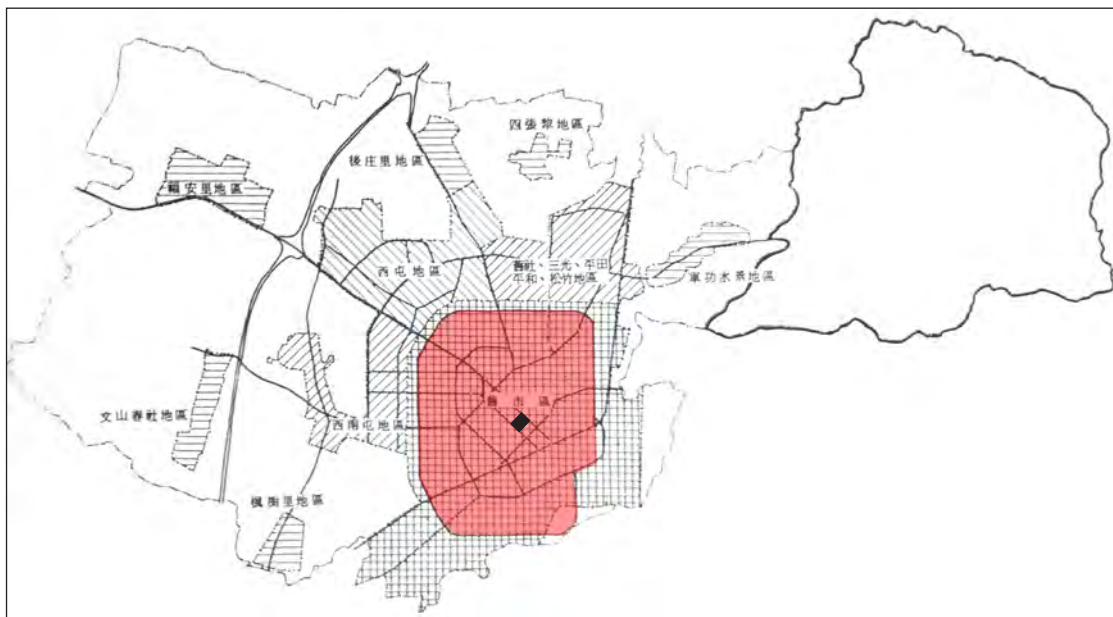 四張犂地區
後庄里地區
福安里地區
西屯地區
舊社、三光、平田
平和、松竹地區
軍功水景地區
舊市區
文山春社地區
西南屯地區
楓樹里地區